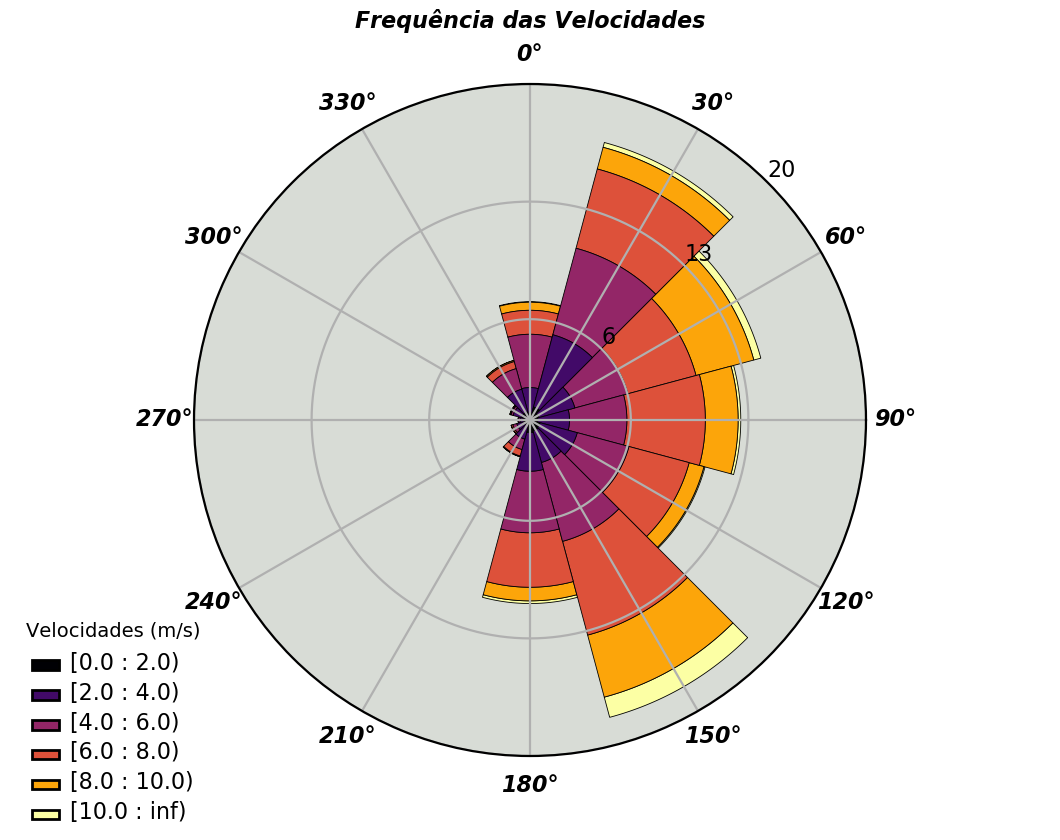 Frequência das Velocidades
0°
330°
30°
20
300°
60°
13
6
270°
90°
240°
120°
210°
150°
180°
Velocidades (m/s)
[0.0 : 2.0)
[2.0 : 4.0)
[4.0 : 6.0)
[6.0 : 8.0)
[8.0 : 10.0)
[10.0 : inf)